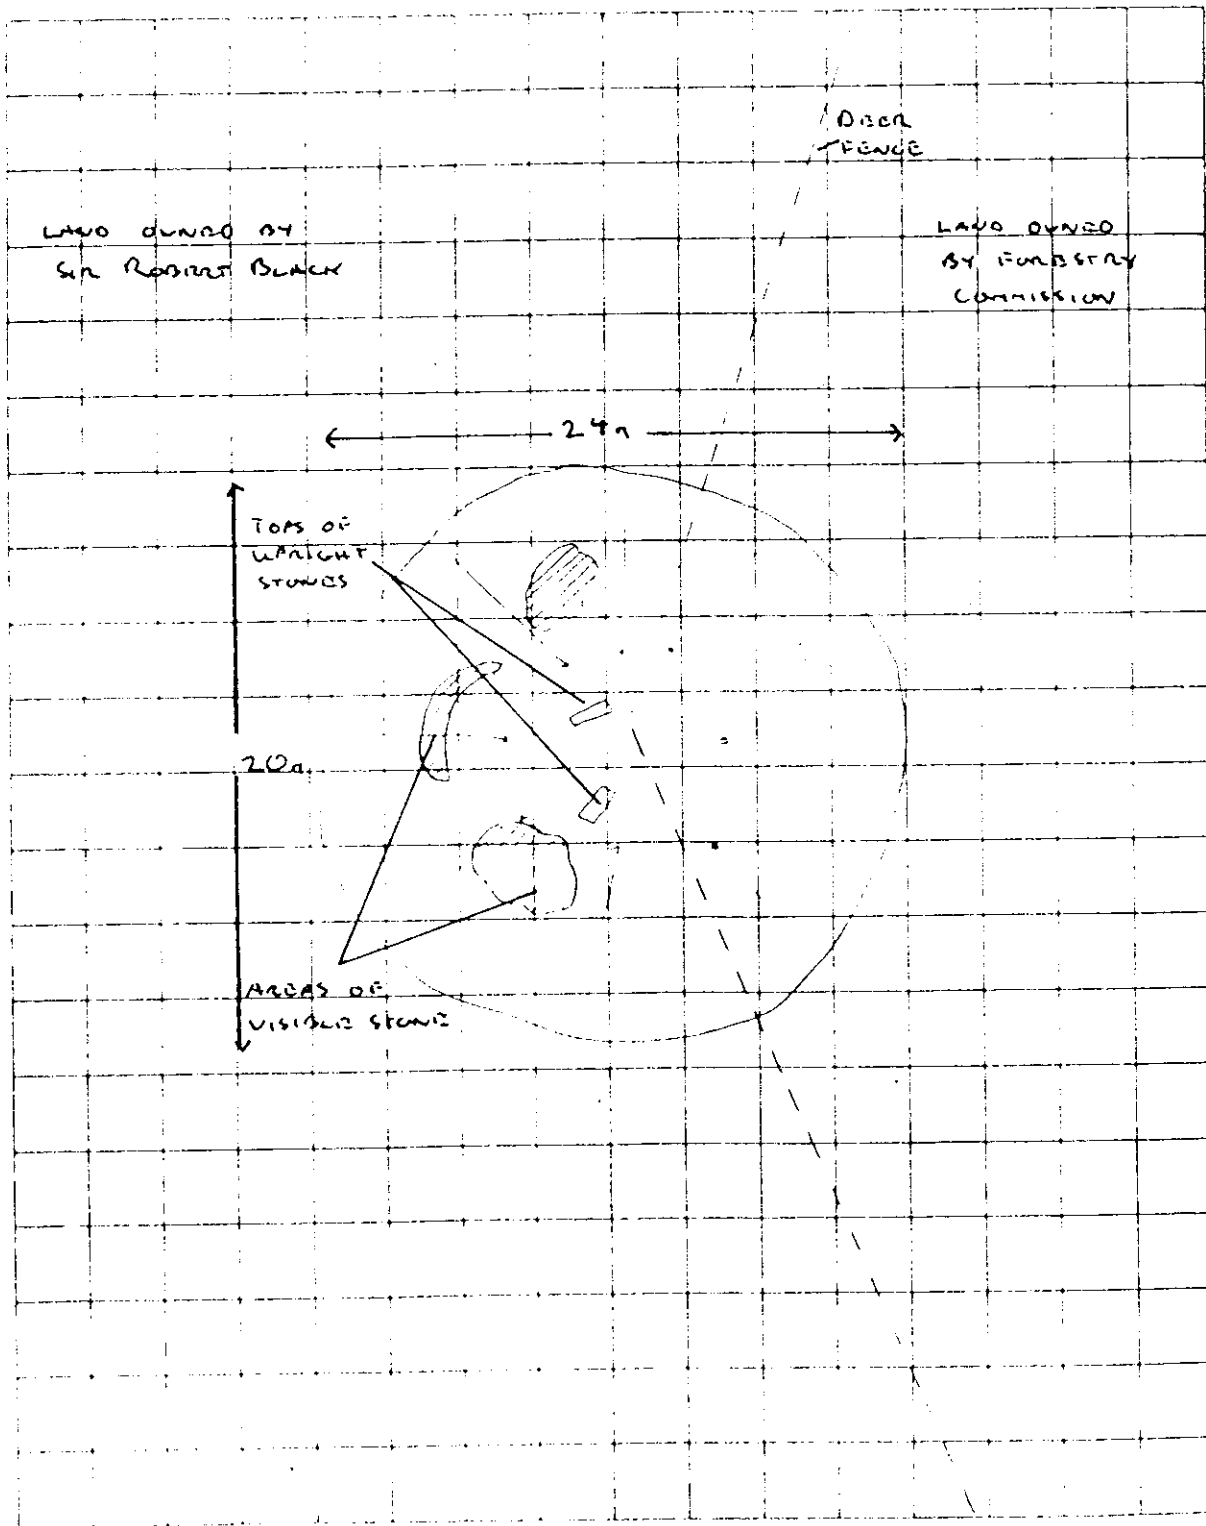 DEER
FENCE
LAND OWNED BY
SIR ROBERT BLACK
LAND OWNED
BY FORESTRY
COMMISSION
24m
TOPS OF
UPRIGHT
STONES
20m
AREAS OF
VISIBLE STONE